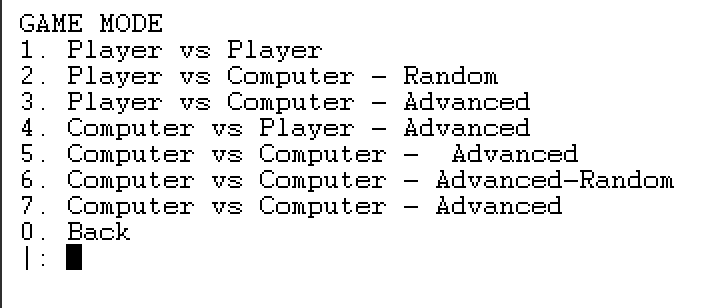 GAME MODE
1. Player vs Player
2. Player vs Computer - Random
3. Player vs Computer - Advanced
4. Computer vs Player - Advanced
5. Computer vs Computer -  Advanced
6. Computer vs Computer - Advanced-Random
7. Computer vs Computer - Advanced
0. Back
|: